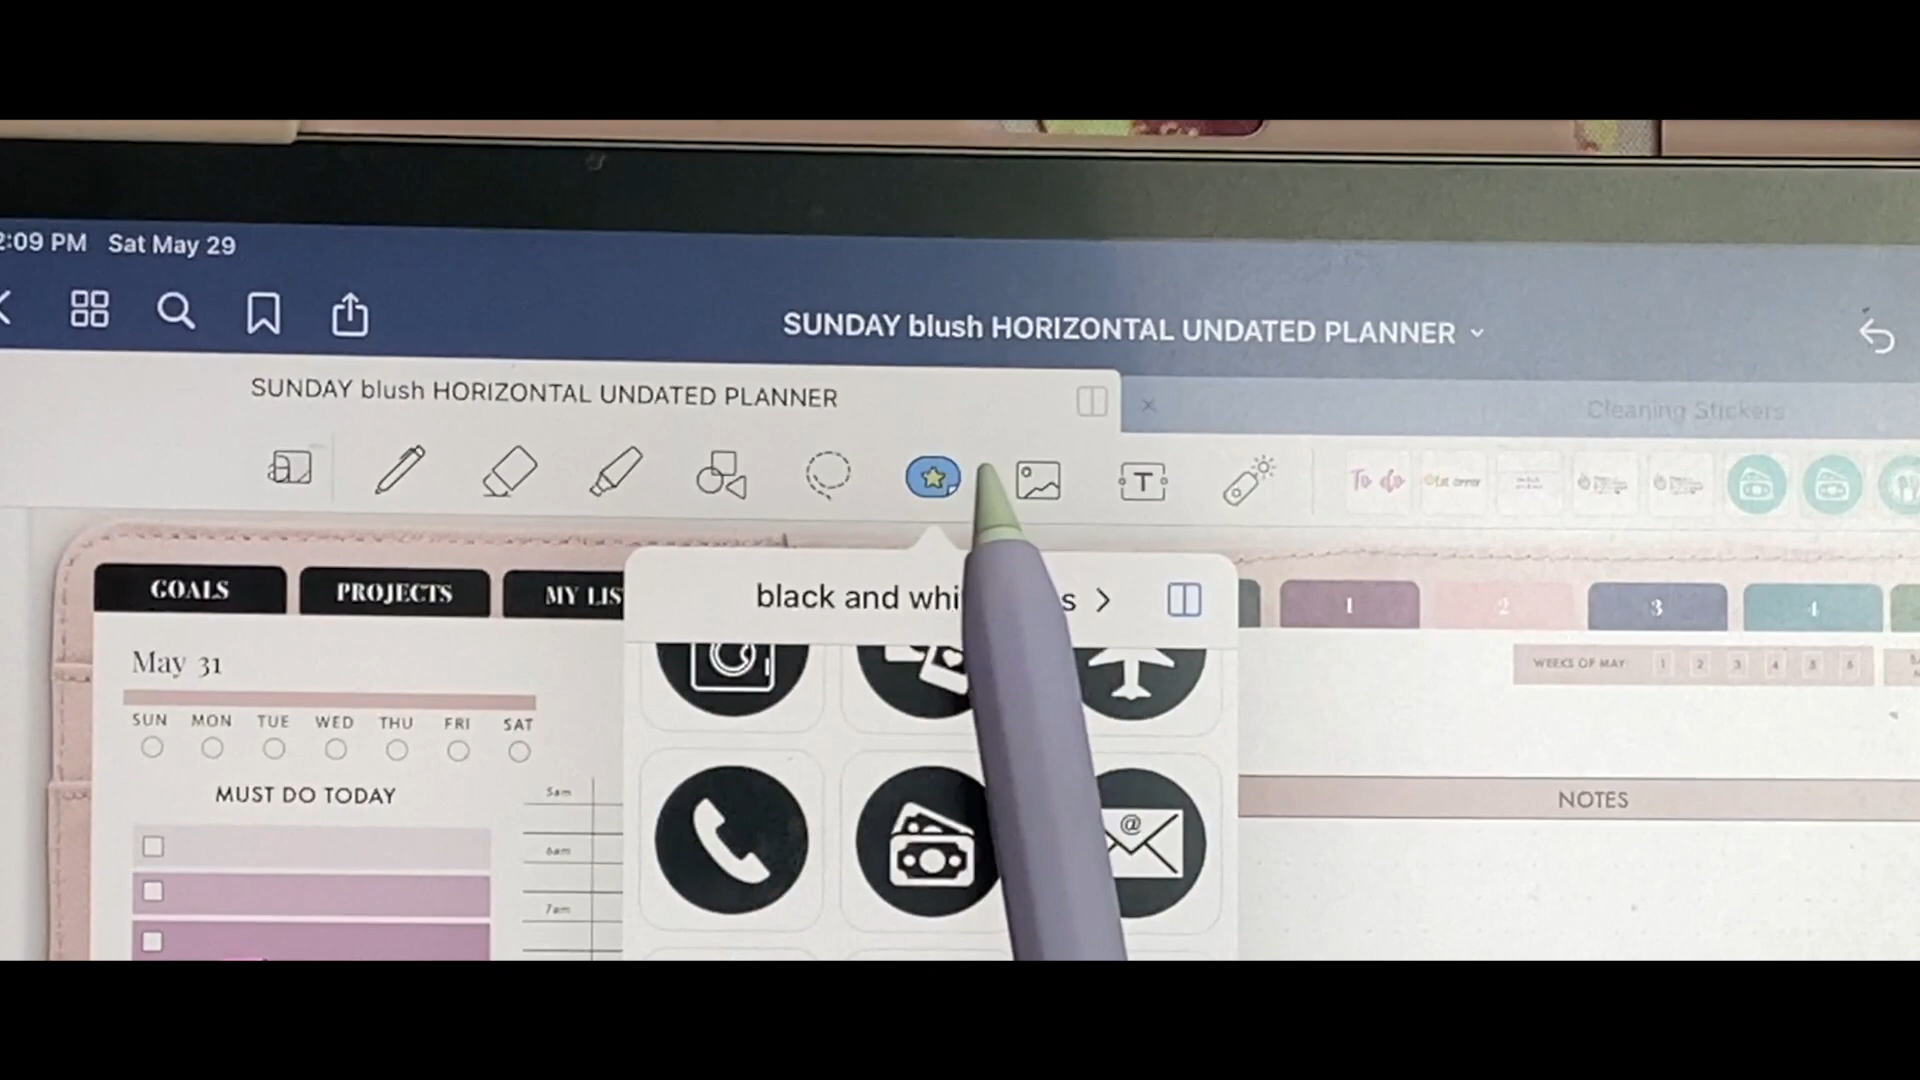 2:09 PM Sat May 29
SUNDAY blush HORIZONTAL UNDATED PLANNER
SUNDAY blush HORIZONTAL UNDATED PLANNER
Cleaning Stickers
a
T
To do
GOALS
PROJECTS
MY LIS
black and whi s
1
2
3
4
May 31
WEEKS OF MAY 1 2 3 4 5 6
SUN MON TUE WED THU FRI SAT
MUST DO TODAY
5am
NOTES
@
6am
7am